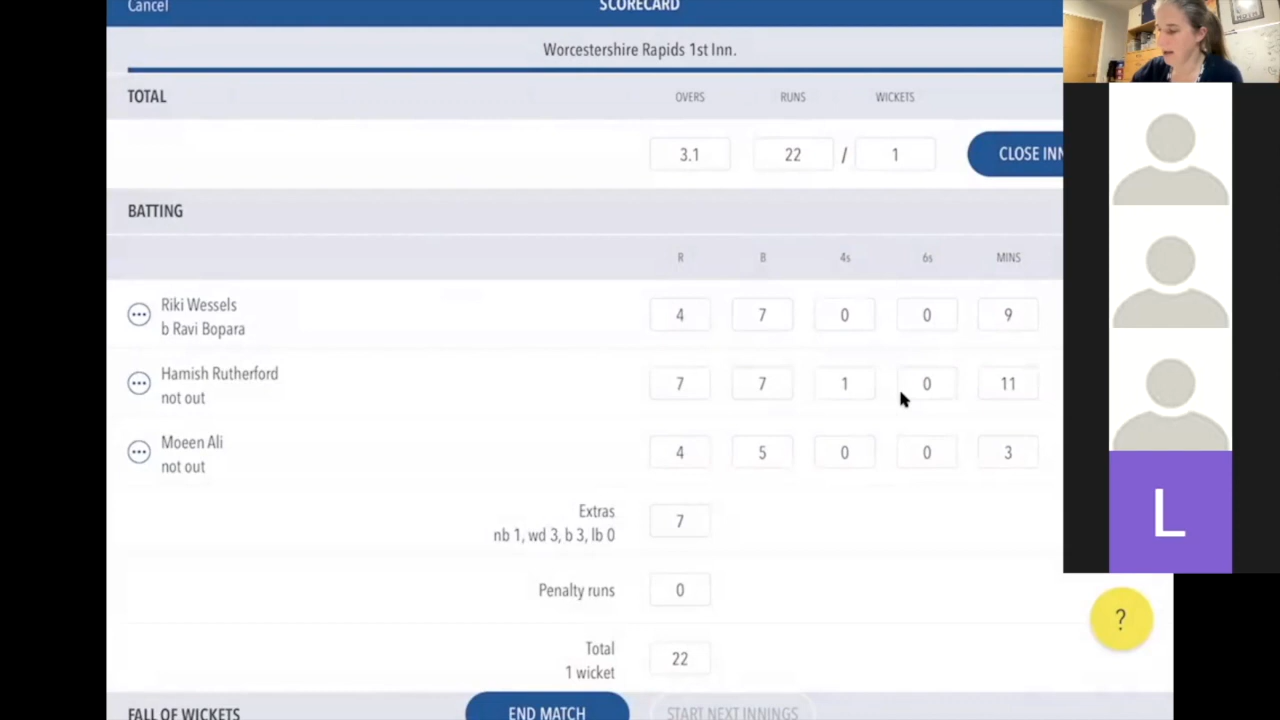 Cancel
SCORECARD
Worcestershire Rapids 1st Inn.
TOTAL OVERS RUNS WICKETS
3.1 22 / 1 CLOSE INN
BATTING
R B 4s 6s MINS
Riki Wessels
b Ravi Bopara
4 7 0 0 9
Hamish Rutherford
not out
7 7 1 0 11
Moeen Ali
not out
4 5 0 0 3
Extras
nb 1, wd 3, b 3, lb 0
7
Penalty runs 0
Total
1 wicket
22
FALL OF WICKETS
END MATCH
START NEXT INNINGS
L
?